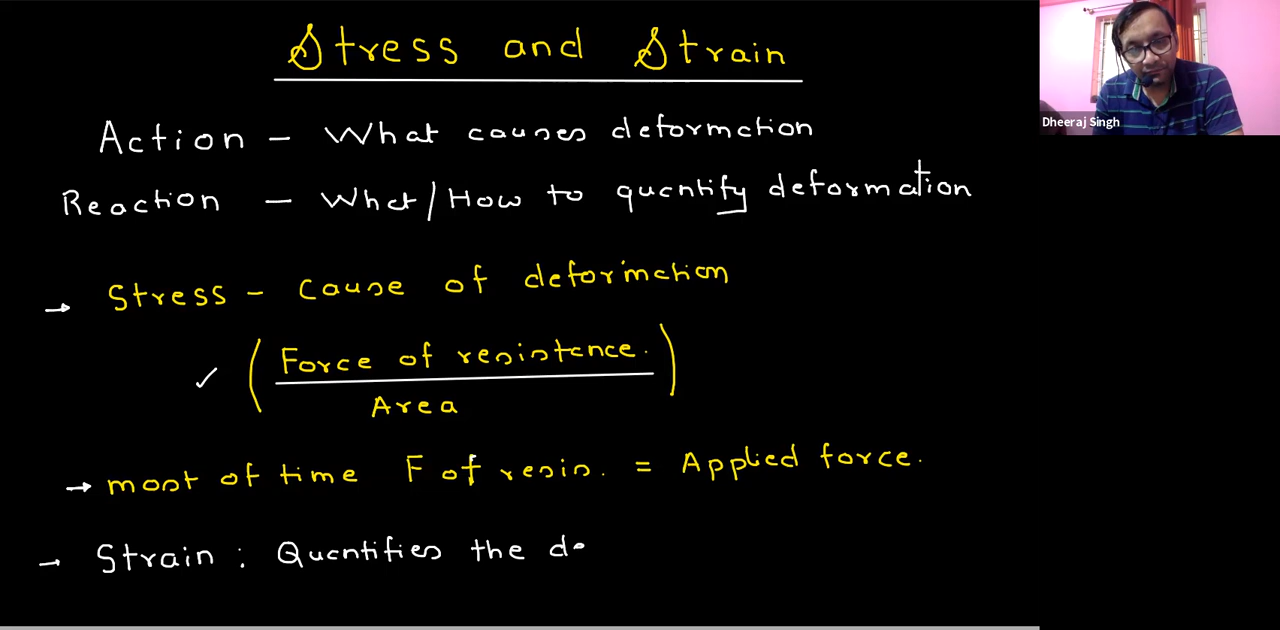 Stress and Strain
Action - What causes deformation
Dheeraj Singh
Reaction - What/How to quantify deformation
→ Stress - cause of deformation
✓ (Force of resistance.
Area)
→ most of time F of resis. = Applied force.
→ Strain : Quantifies the de